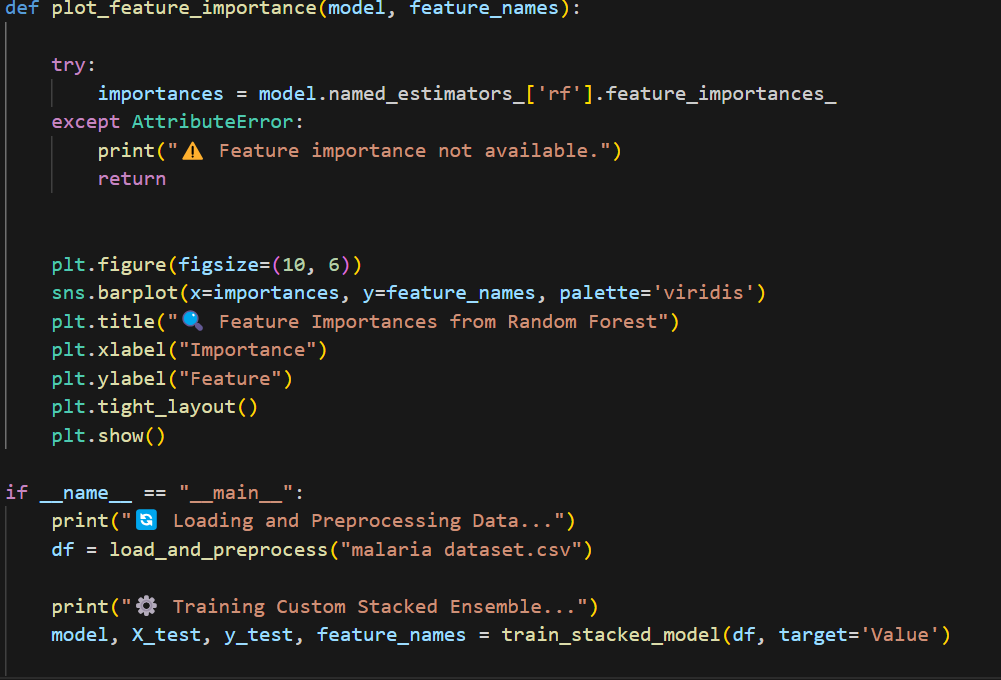 def plot_feature_importance(model, feature_names):
    try:
        importances = model.named_estimators_['rf'].feature_importances_
    except AttributeError:
        print("⚠️ Feature importance not available.")
        return
    plt.figure(figsize=(10, 6))
    sns.barplot(x=importances, y=feature_names, palette='viridis')
    plt.title("🔍 Feature Importances from Random Forest")
    plt.xlabel("Importance")
    plt.ylabel("Feature")
    plt.tight_layout()
    plt.show()
if __name__ == "__main__":
    print("🔄 Loading and Preprocessing Data...")
    df = load_and_preprocess("malaria dataset.csv")
    print("⚙️ Training Custom Stacked Ensemble...")
    model, X_test, y_test, feature_names = train_stacked_model(df, target='Value')